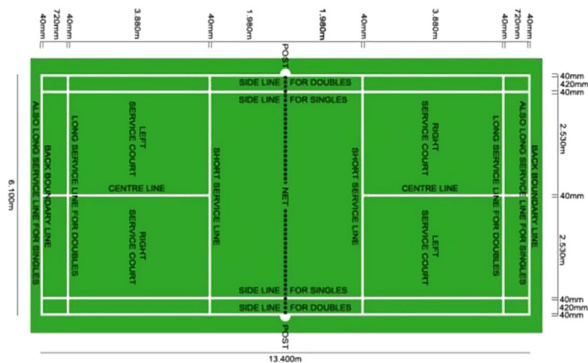 40mm
720mm
40mm
3.880m
40mm
1.980m
1.980m
40mm
3.880m
40mm
720mm
40mm
POST
SIDE LINE FOR DOUBLES
SIDE LINE FOR SINGLES
40mm
420mm
40mm
2.530m
40mm
2.530m
40mm
420mm
40mm
6.100m
ALSO LONG SERVICE LINE FOR SINGLES
BACK BOUNDARY LINE
LONG SERVICE LINE FOR DOUBLES
LEFT
SERVICE COURT
CENTRE LINE
RIGHT
SERVICE COURT
SHORT SERVICE LINE
NET
SHORT SERVICE LINE
RIGHT
SERVICE COURT
CENTRE LINE
LEFT
SERVICE COURT
LONG SERVICE LINE FOR DOUBLES
ALSO LONG SERVICE LINE FOR SINGLES
BACK BOUNDARY LINE
SIDE LINE FOR SINGLES
SIDE LINE FOR DOUBLES
POST
13.400m